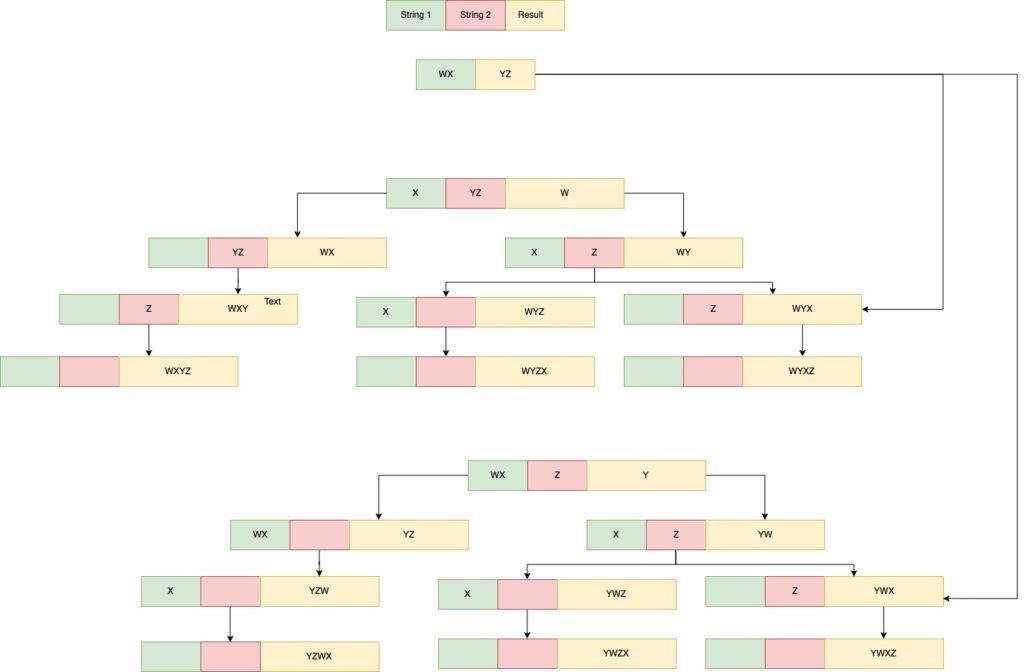 String 1 String 2 Result
WX YZ
X YZ W
YZ WX X Z WY
Z WXY Text X WYZ Z WYX
WXYZ WYZX WYXZ
WX Z Y
WX YZ X Z YW
X YZW X YWZ Z YWX
YZWX YWZX YWXZ